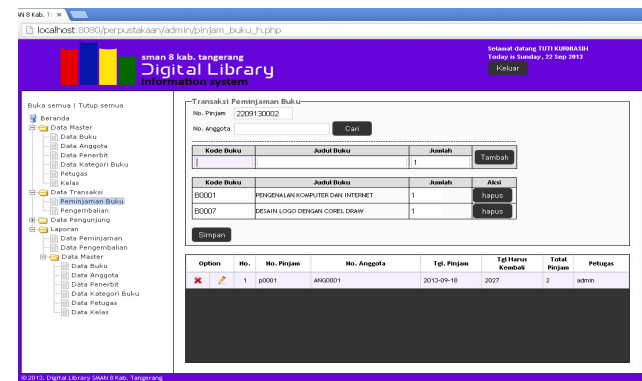 AN 8 Kab. T
localhost:8080/perpustakaan/admin/pinjam_buku_h.php
sman 8 kab. tangerang
Digital Library
information system
Selamat datang TUTI KURNIASIH
Today is Sunday, 22 Sep 2013
Keluar
Buka semua | Tutup semua
Beranda
Data Master
Data Buku
Data Anggota
Data Penerbit
Data Kategori Buku
Petugas
Kelas
Data Transaksi
Peminjaman Buku
Pengembalian
Data Pengunjung
Laporan
Data Peminjaman
Data Pengembalian
Data Master
Data Buku
Data Anggota
Data Penerbit
Data Kategori Buku
Data Petugas
Data Kelas
Transaksi Peminjaman Buku
No. Pinjam 2209130002
No. Anggota Cari
Kode Buku Judul Buku Jumlah
1 Tambah
Kode Buku Judul Buku Jumlah Aksi
B0001 PENGENALAN KOMPUTER DAN INTERNET 1 hapus
B0007 DESAIN LOGO DENGAN COREL DRAW 1 hapus
Simpan
Option No. No. Pinjam No. Anggota Tgl. Pinjam Tgl Harus Kembali Total Pinjam Petugas
1 p0001 ANG0001 2013-09-18 2027 2 admin
© 2013. Digital Library SMAN 8 Kab. Tangerang